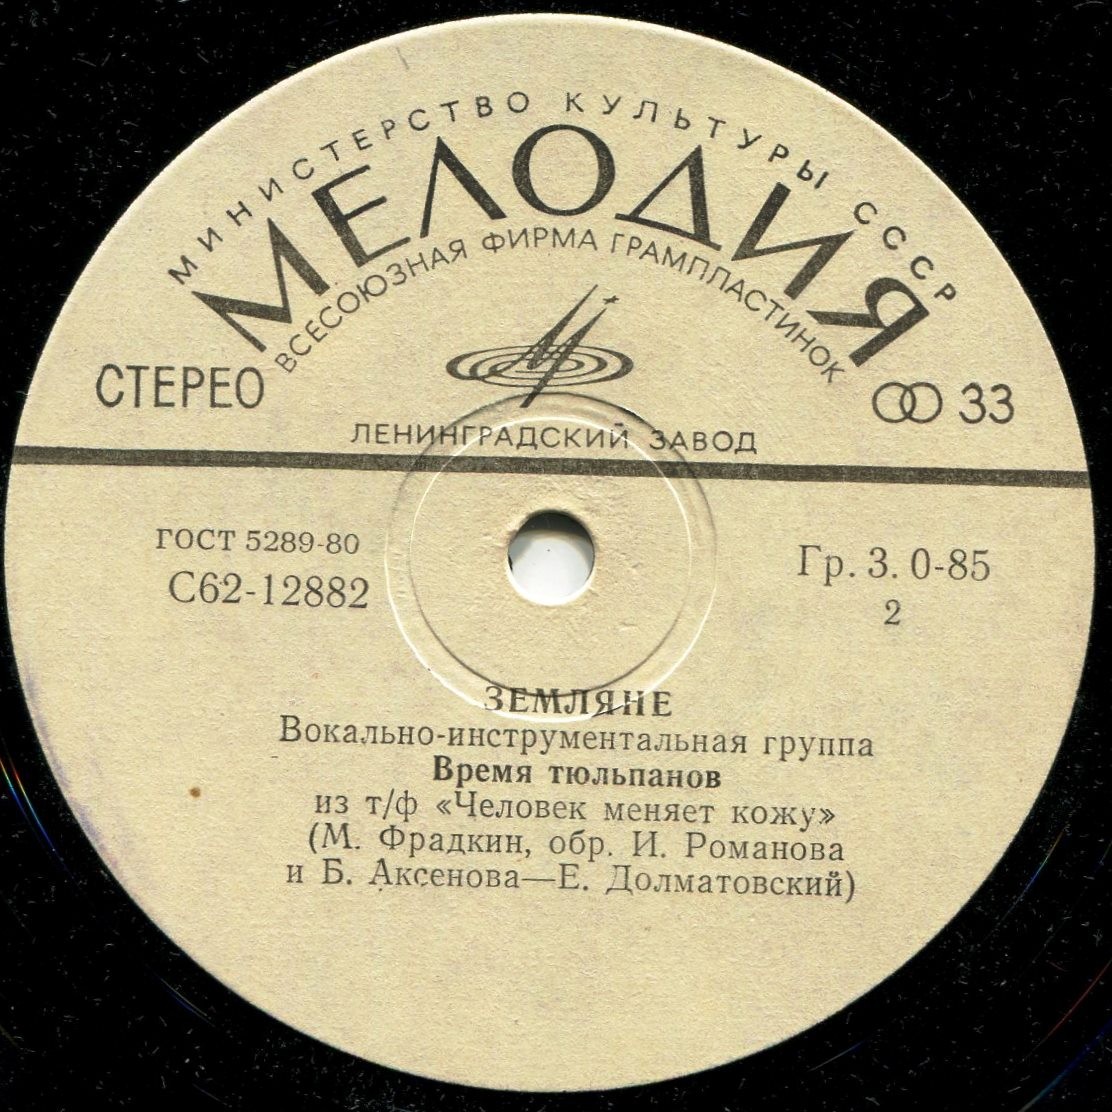 МИНИСТЕРСТВО КУЛЬТУРЫ СССР
МЕЛОДИЯ
ВСЕСОЮЗНАЯ ФИРМА ГРАМПЛАСТИНОК
СТЕРЕО
33
ЛЕНИНГРАДСКИЙ ЗАВОД
ГОСТ 5289-80
С62-12882
Гр. 3. 0-85
2
ЗЕМЛЯНЕ
Вокально-инструментальная группа
Время тюльпанов
из т/ф «Человек меняет кожу»
(М. Фрадкин, обр. И. Романова
и Б. Аксенова—Е. Долматовский)